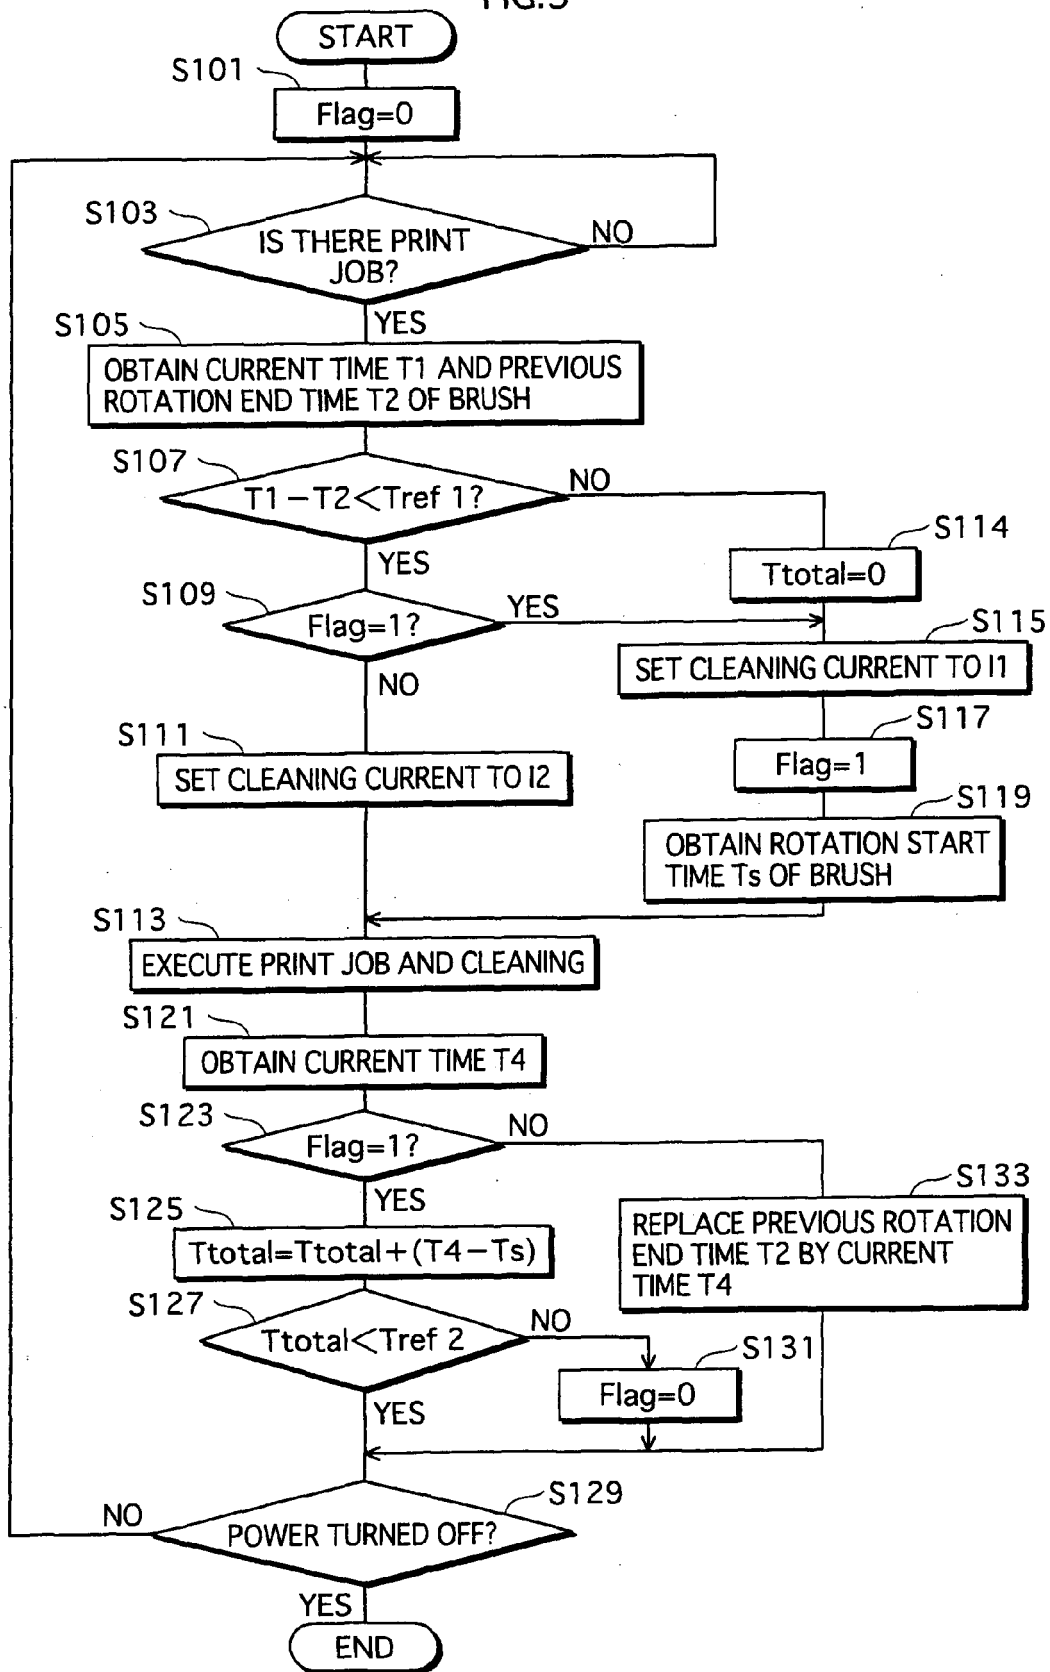 START
S101
Flag=0
S103
IS THERE PRINT
JOB?
NO
YES
S105
OBTAIN CURRENT TIME T1 AND PREVIOUS
ROTATION END TIME T2 OF BRUSH
S107
T1-T2<Tref 1?
NO
YES
S114
Ttotal=0
S109
Flag=1?
YES
NO
S115
SET CLEANING CURRENT TO I1
S117
Flag=1
S111
SET CLEANING CURRENT TO I2
S119
OBTAIN ROTATION START
TIME Ts OF BRUSH
S113
EXECUTE PRINT JOB AND CLEANING
S121
OBTAIN CURRENT TIME T4
S123
Flag=1?
NO
YES
S133
REPLACE PREVIOUS ROTATION
END TIME T2 BY CURRENT
TIME T4
S125
Ttotal=Ttotal+(T4-Ts)
S127
Ttotal<Tref 2
NO
S131
Flag=0
YES
S129
POWER TURNED OFF?
NO
YES
END